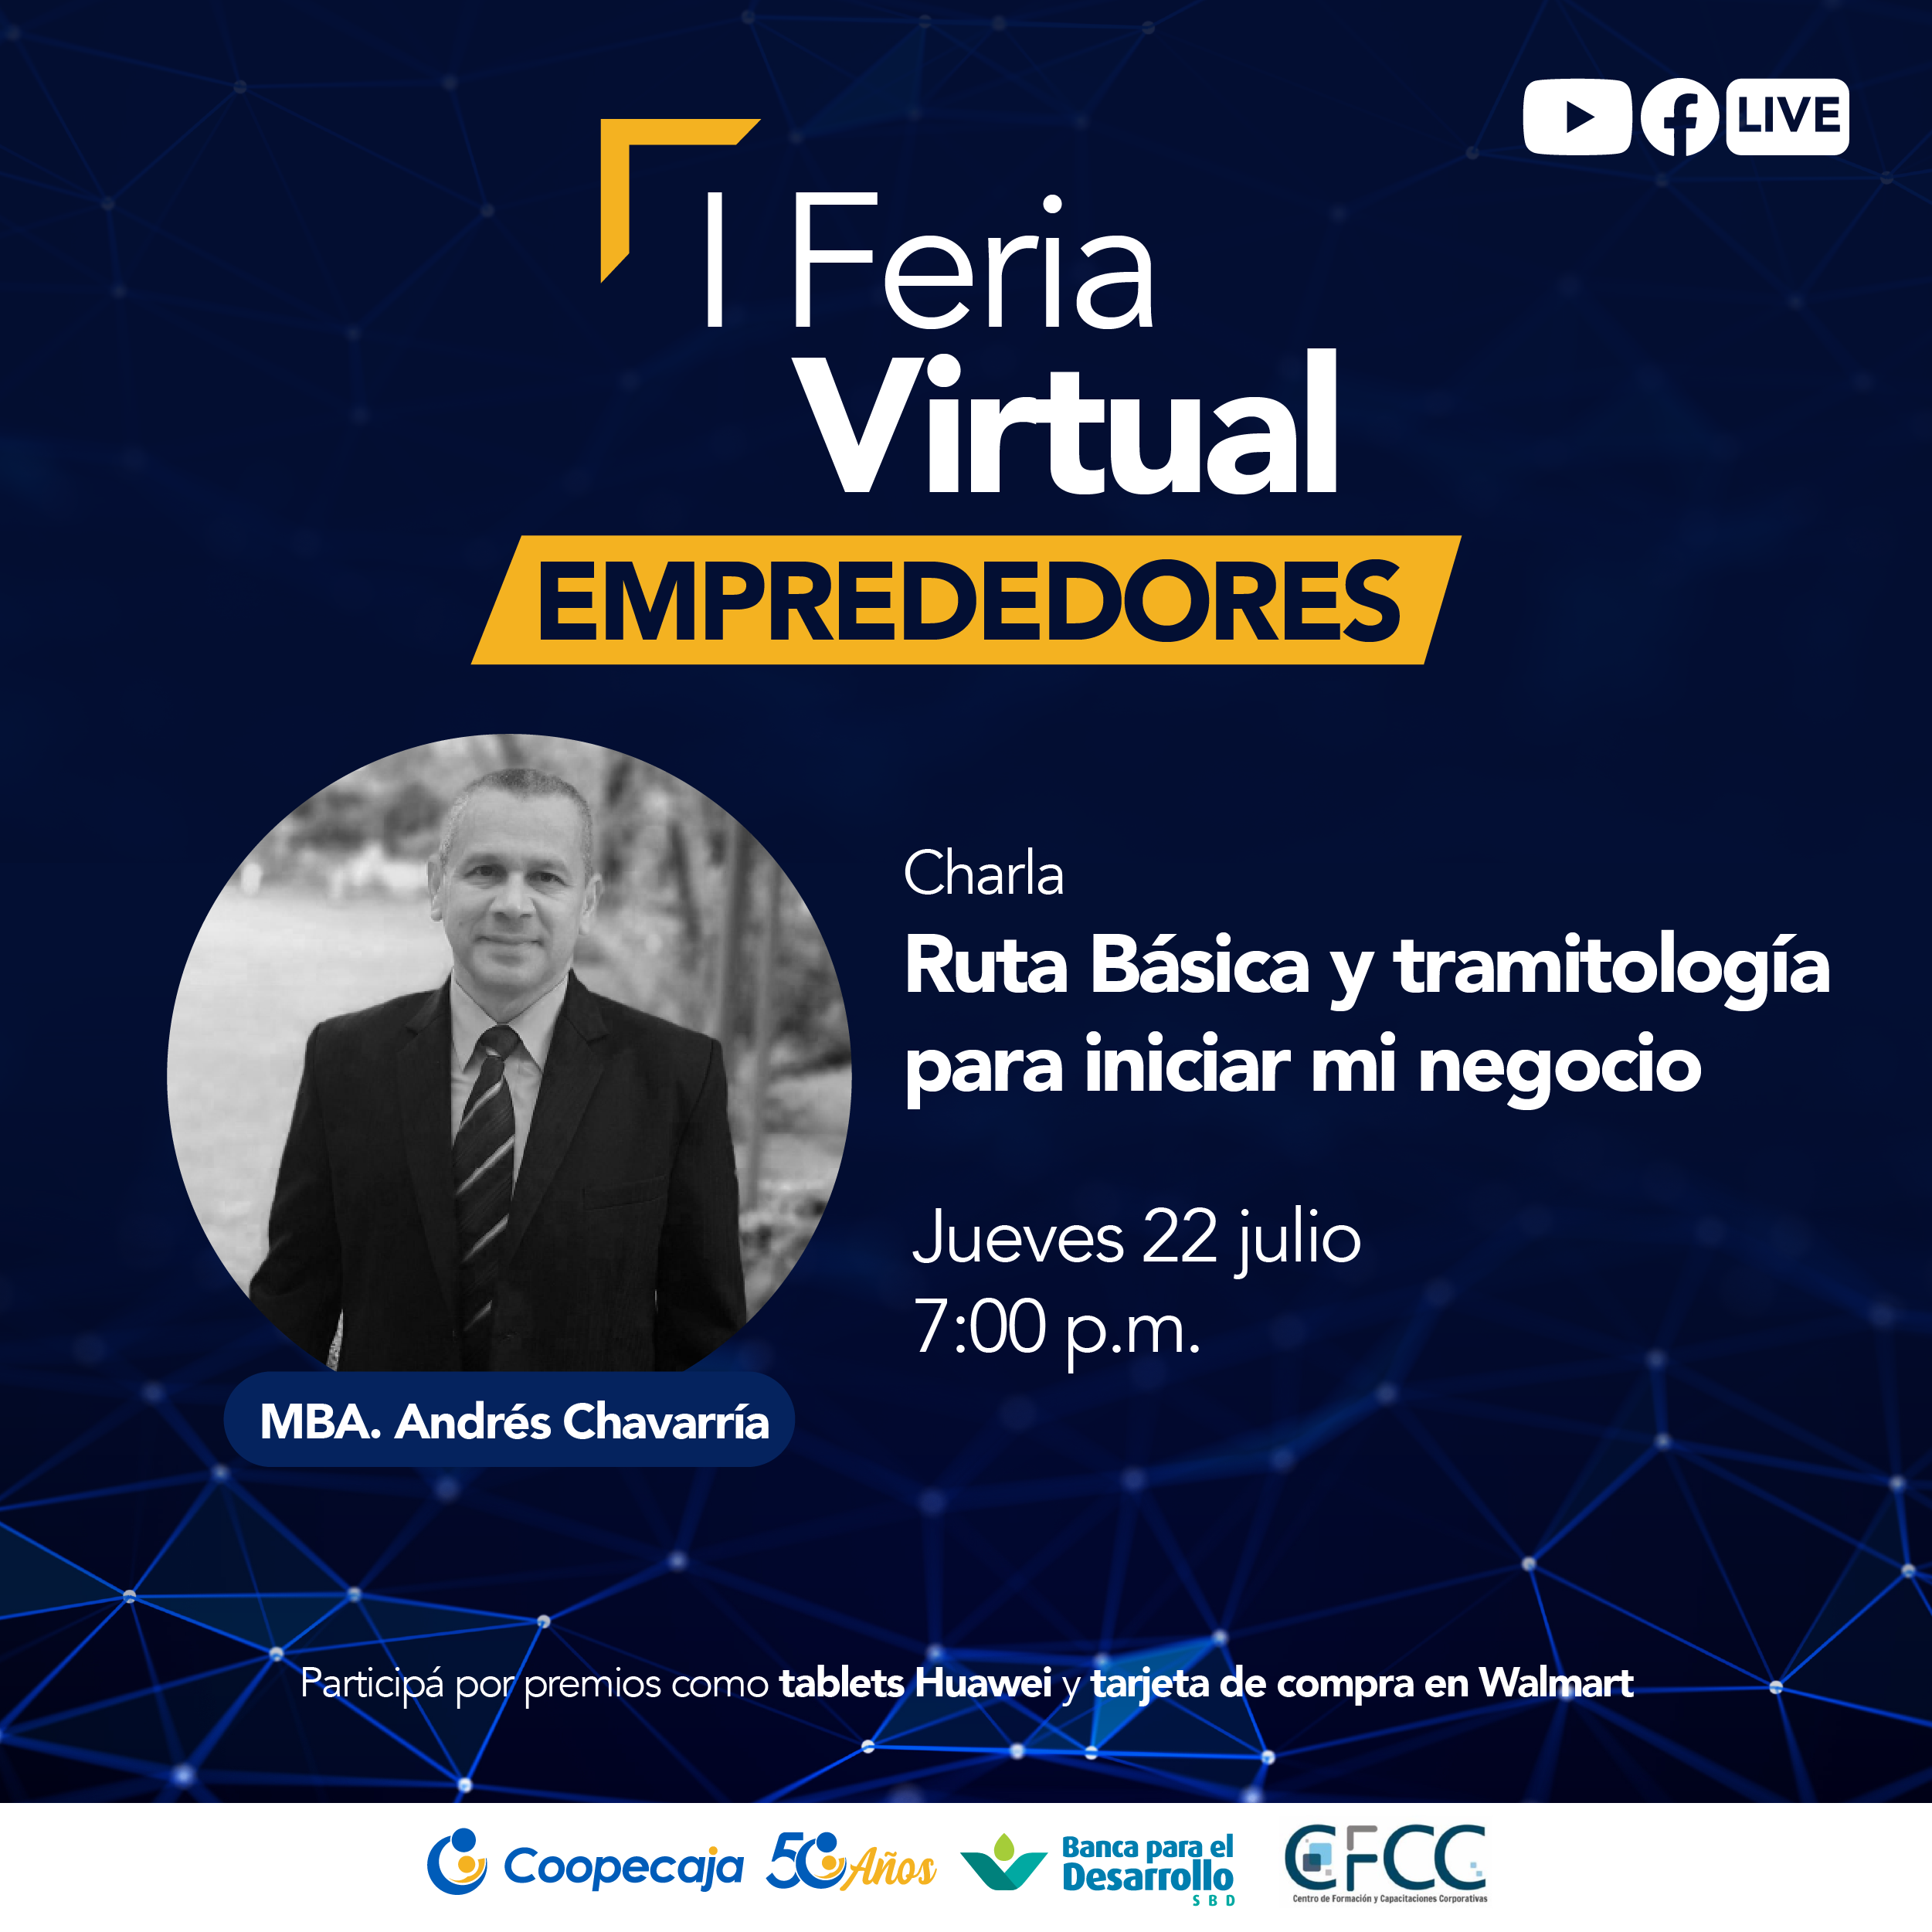 LIVE
I Feria
Virtual
EMPREDEDORES
Charla
Ruta Básica y tramitología
para iniciar mi negocio
Jueves 22 julio
7:00 p.m.
MBA. Andrés Chavarría
Participá por premios como tablets Huawei y tarjeta de compra en Walmart
Coopecaja 50 Años
Banca para el
Desarrollo
SBD
CFCC
Centro de Formación y Capacitaciones Corporativas